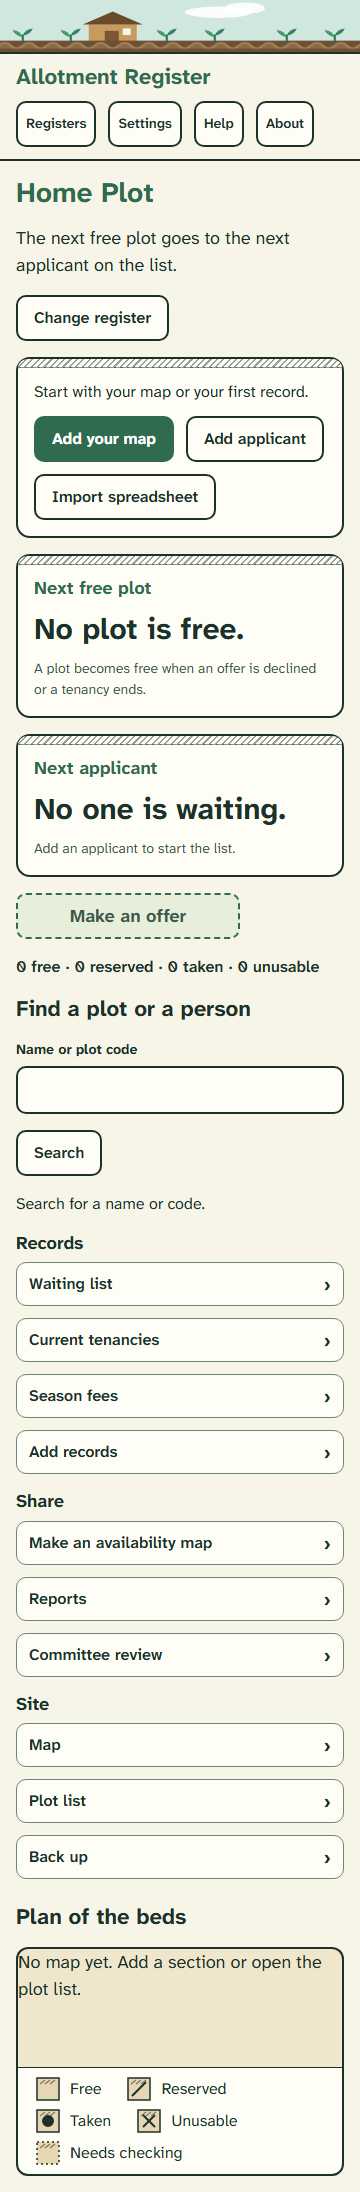 Allotment Register
Registers
Settings
Help
About
Home Plot
The next free plot goes to the next
applicant on the list.
Change register
Start with your map or your first record.
Add your map
Add applicant
Import spreadsheet
Next free plot
No plot is free.
A plot becomes free when an offer is declined
or a tenancy ends.
Next applicant
No one is waiting.
Add an applicant to start the list.
Make an offer
0 free · 0 reserved · 0 taken · 0 unusable
Find a plot or a person
Name or plot code
Search
Search for a name or code.
Records
Waiting list ›
Current tenancies ›
Season fees ›
Add records ›
Share
Make an availability map ›
Reports ›
Committee review ›
Site
Map ›
Plot list ›
Back up ›
Plan of the beds
No map yet. Add a section or open the
plot list.
Free
Reserved
Taken
Unusable
Needs checking